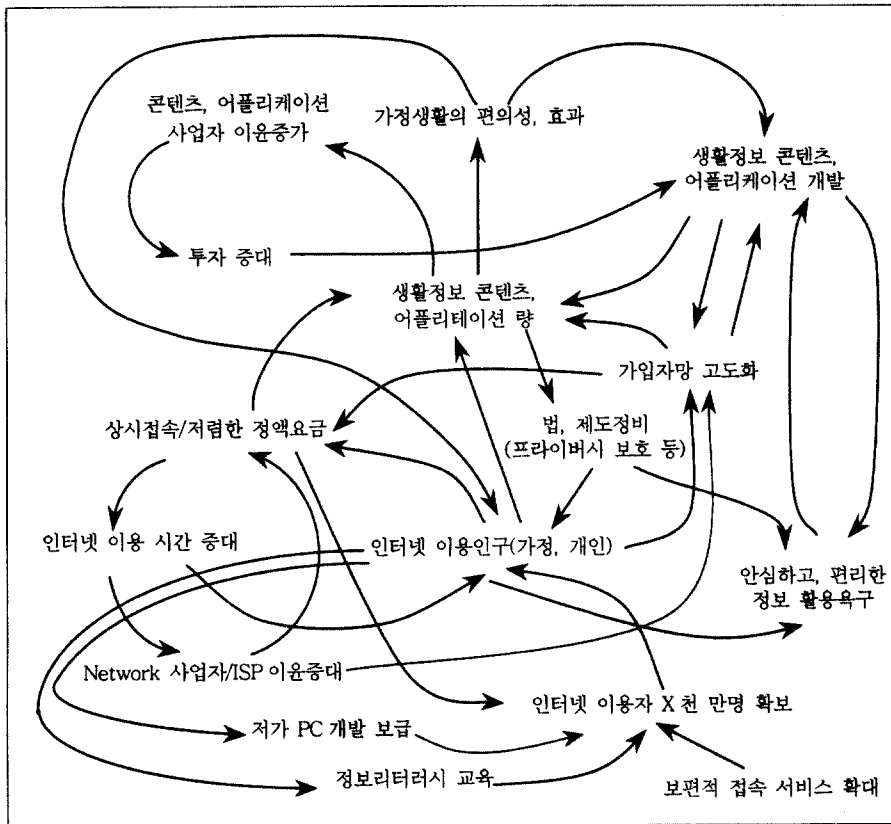 콘텐츠, 어플리케이션
사업자 이윤증가
가정생활의 편의성, 효과
생활정보 콘텐츠,
어플리케이션 개발
투자 증대
생활정보 콘텐츠,
어플리테이션 량
가입자망 고도화
상시접속/저렴한 정액요금
법, 제도정비
(프라이버시 보호 등)
인터넷 이용 시간 증대
인터넷 이용인구(가정, 개인)
안심하고, 편리한
정보 활용욕구
Network 사업자/ISP 이윤증대
인터넷 이용자 X 천 만명 확보
저가 PC 개발 보급
정보리터러시 교육
보편적 접속 서비스 확대